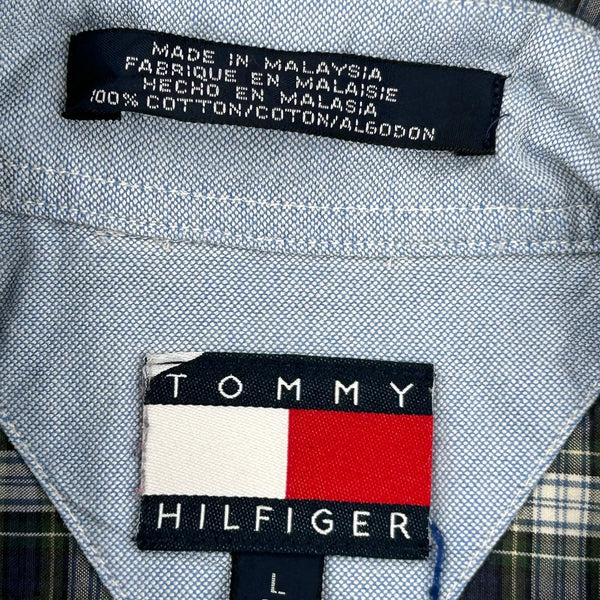 MADE IN MALAYSIA
FABRIQUE EN MALAISIE
HECHO EN MALASIA
100% COTTON/COTON/ALGODON
TOMMY
HILFIGER
L